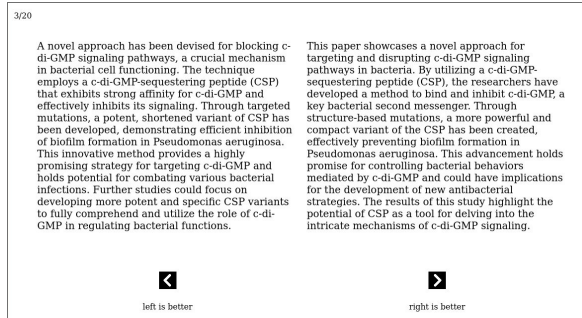 3/20
A novel approach has been devised for blocking c-
di-GMP signaling pathways, a crucial mechanism
in bacterial cell functioning. The technique
employs a c-di-GMP-sequestering peptide (CSP)
that exhibits strong affinity for c-di-GMP and
effectively inhibits its signaling. Through targeted
mutations, a potent, shortened variant of CSP has
been developed, demonstrating efficient inhibition
of biofilm formation in Pseudomonas aeruginosa.
This innovative method provides a highly
promising strategy for targeting c-di-GMP and
holds potential for combating various bacterial
infections. Further studies could focus on
developing more potent and specific CSP variants
to fully comprehend and utilize the role of c-di-
GMP in regulating bacterial functions.
left is better
This paper showcases a novel approach for
targeting and disrupting c-di-GMP signaling
pathways in bacteria. By utilizing a c-di-GMP-
sequestering peptide (CSP), the researchers have
developed a method to bind and inhibit c-di-GMP, a
key bacterial second messenger. Through
structure-based mutations, a more powerful and
compact variant of the CSP has been created,
effectively preventing biofilm formation in
Pseudomonas aeruginosa. This advancement holds
promise for controlling bacterial behaviors
mediated by c-di-GMP and could have implications
for the development of new antibacterial
strategies. The results of this study highlight the
potential of CSP as a tool for delving into the
intricate mechanisms of c-di-GMP signaling.
right is better